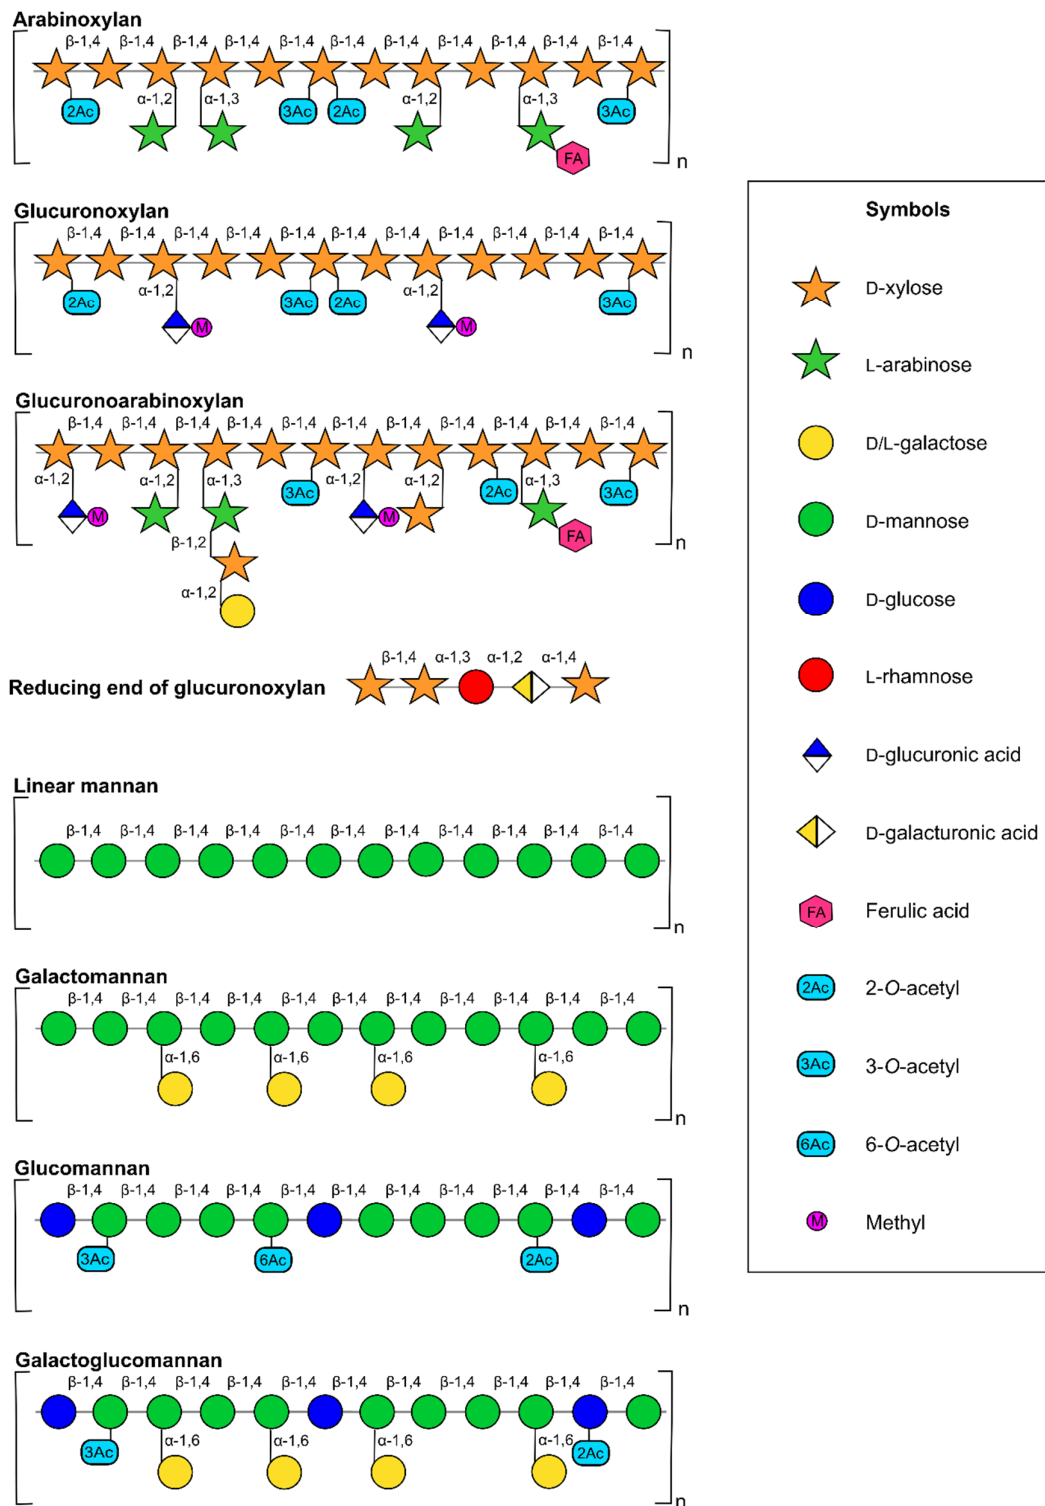 Arabinoxylan
β-1,4 β-1,4 β-1,4 β-1,4 β-1,4 β-1,4 β-1,4 β-1,4 β-1,4 β-1,4 β-1,4
α-1,2 α-1,3 α-1,2 α-1,3
2Ac 3Ac 2Ac 3Ac
FA
n
Glucuronoxylan
β-1,4 β-1,4 β-1,4 β-1,4 β-1,4 β-1,4 β-1,4 β-1,4 β-1,4 β-1,4 β-1,4
α-1,2 α-1,2
2Ac 3Ac 2Ac 3Ac
M M
n
Glucuronoarabinoxylan
β-1,4 β-1,4 β-1,4 β-1,4 β-1,4 β-1,4 β-1,4 β-1,4 β-1,4 β-1,4 β-1,4
α-1,2 α-1,2 α-1,3 α-1,2 α-1,2 α-1,3
3Ac 2Ac 3Ac
M M
FA
β-1,2
n
α-1,2
Reducing end of glucuronoxylan
β-1,4 α-1,3 α-1,2 α-1,4
Linear mannan
β-1,4 β-1,4 β-1,4 β-1,4 β-1,4 β-1,4 β-1,4 β-1,4 β-1,4 β-1,4 β-1,4
n
Galactomannan
β-1,4 β-1,4 β-1,4 β-1,4 β-1,4 β-1,4 β-1,4 β-1,4 β-1,4 β-1,4 β-1,4
α-1,6 α-1,6 α-1,6 α-1,6
n
Glucomannan
β-1,4 β-1,4 β-1,4 β-1,4 β-1,4 β-1,4 β-1,4 β-1,4 β-1,4 β-1,4 β-1,4
3Ac 6Ac 2Ac
n
Galactoglucomannan
β-1,4 β-1,4 β-1,4 β-1,4 β-1,4 β-1,4 β-1,4 β-1,4 β-1,4 β-1,4 β-1,4
α-1,6 α-1,6 α-1,6 α-1,6
3Ac 2Ac
n
Symbols
D-xylose
L-arabinose
D/L-galactose
D-mannose
D-glucose
L-rhamnose
D-glucuronic acid
D-galacturonic acid
FA Ferulic acid
2Ac 2-O-acetyl
3Ac 3-O-acetyl
6Ac 6-O-acetyl
M Methyl